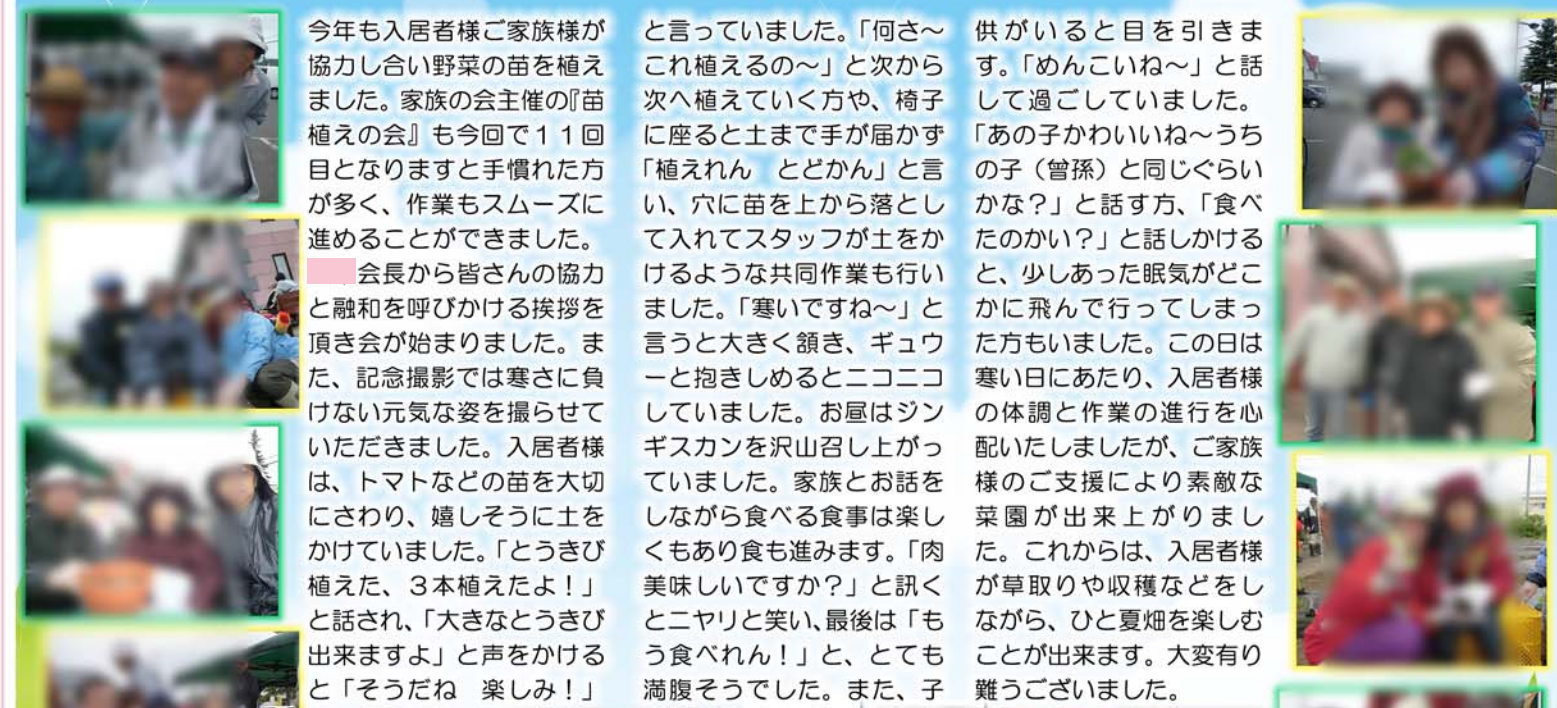 今年も入居者様ご家族様が
協力し合い野菜の苗を植え
ました。家族の会主催の『苗
植えの会』も今回で１１回
目となりますと手慣れた方
が多く、作業もスムーズに
進めることができました。
会長から皆さんの協力
と融和を呼びかける挨拶を
頂き会が始まりました。ま
た、記念撮影では寒さに負
けない元気な姿を撮らせて
いただきました。入居者様
は、トマトなどの苗を大切
にさわり、嬉しそうに土を
かけていました。「とうきび
植えた、３本植えたよ！」
と話され、「大きなとうきび
出来ますよ」と声をかける
と「そうだね　楽しみ！」
と言っていました。「何さ～
これ植えるの～」と次から
次へ植えていく方や、椅子
に座ると土まで手が届かず
「植えれん　とどかん」と言
い、穴に苗を上から落とし
て入れてスタッフが土をか
けるような共同作業も行い
ました。「寒いですね～」と
言うと大きく頷き、ギュウ
ーと抱きしめるとニコニコ
していました。お昼はジン
ギスカンを沢山召し上がっ
ていました。家族とお話を
しながら食べる食事は楽し
くもあり食も進みます。「肉
美味しいですか？」と訊く
とニヤリと笑い、最後は「も
う食べれん！」と、とても
満腹そうでした。また、子
供がいると目を引きま
す。「めんこいね～」と話
して過ごしていました。
「あの子かわいいね～うち
の子（曾孫）と同じぐらい
かな？」と話す方、「食べ
たのかい？」と話しかける
と、少しあった眠気がどこ
かに飛んで行ってしまっ
た方もいました。この日は
寒い日にあたり、入居者様
の体調と作業の進行を心
配いたしましたが、ご家族
様のご支援により素敵な
菜園が出来上がりまし
た。これからは、入居者様
が草取りや収穫などをし
ながら、ひと夏畑を楽しむ
ことが出来ます。大変有り
難うございました。